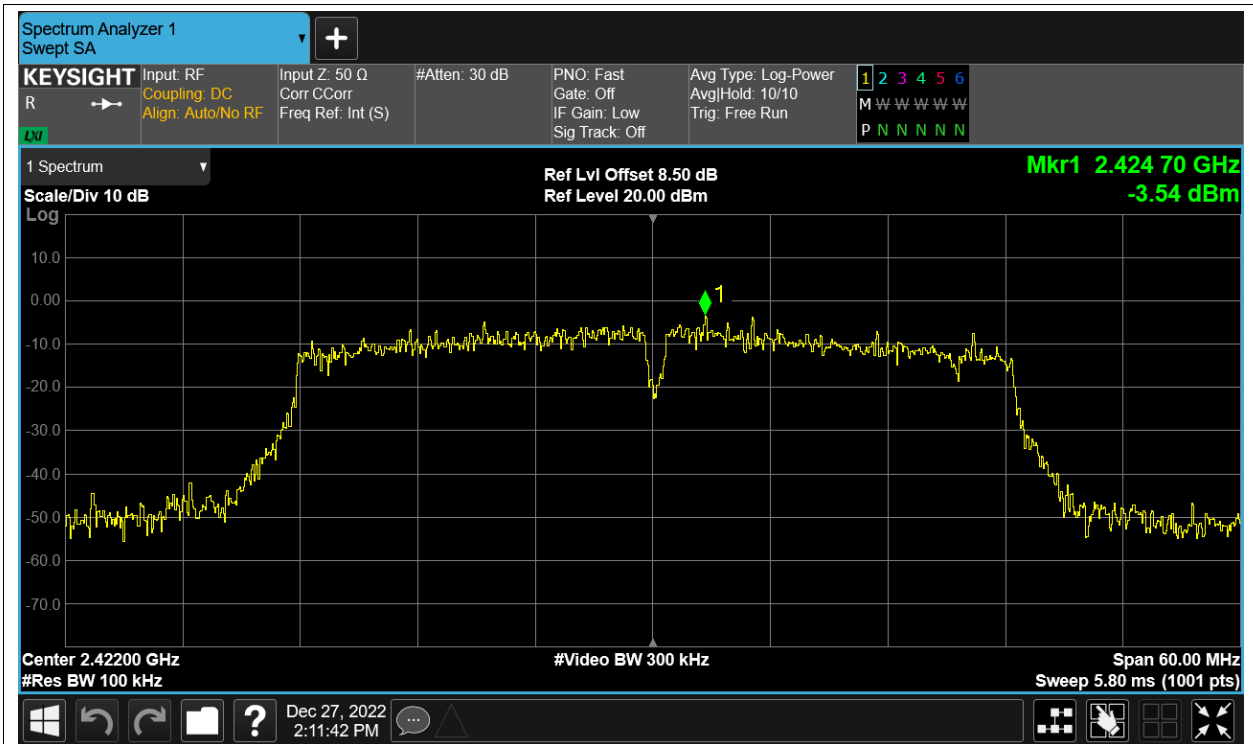 Spectrum Analyzer 1
Swept SA
+
KEYSIGHT
R
LXI
Input: RF
Coupling: DC
Align: Auto/No RF
Input Z: 50 Ω
Corr CCorr
Freq Ref: Int (S)
#Atten: 30 dB
PNO: Fast
Gate: Off
IF Gain: Low
Sig Track: Off
Avg Type: Log-Power
Avg|Hold: 10/10
Trig: Free Run
1 2 3 4 5 6
M W W W W W
P N N N N N
1 Spectrum
Scale/Div 10 dB
Ref Lvl Offset 8.50 dB
Ref Level 20.00 dBm
Mkr1 2.424 70 GHz
-3.54 dBm
Log
10.0
0.00
-10.0
-20.0
-30.0
-40.0
-50.0
-60.0
-70.0
1
Center 2.42200 GHz
#Res BW 100 kHz
#Video BW 300 kHz
Span 60.00 MHz
Sweep 5.80 ms (1001 pts)
?
Dec 27, 2022
2:11:42 PM